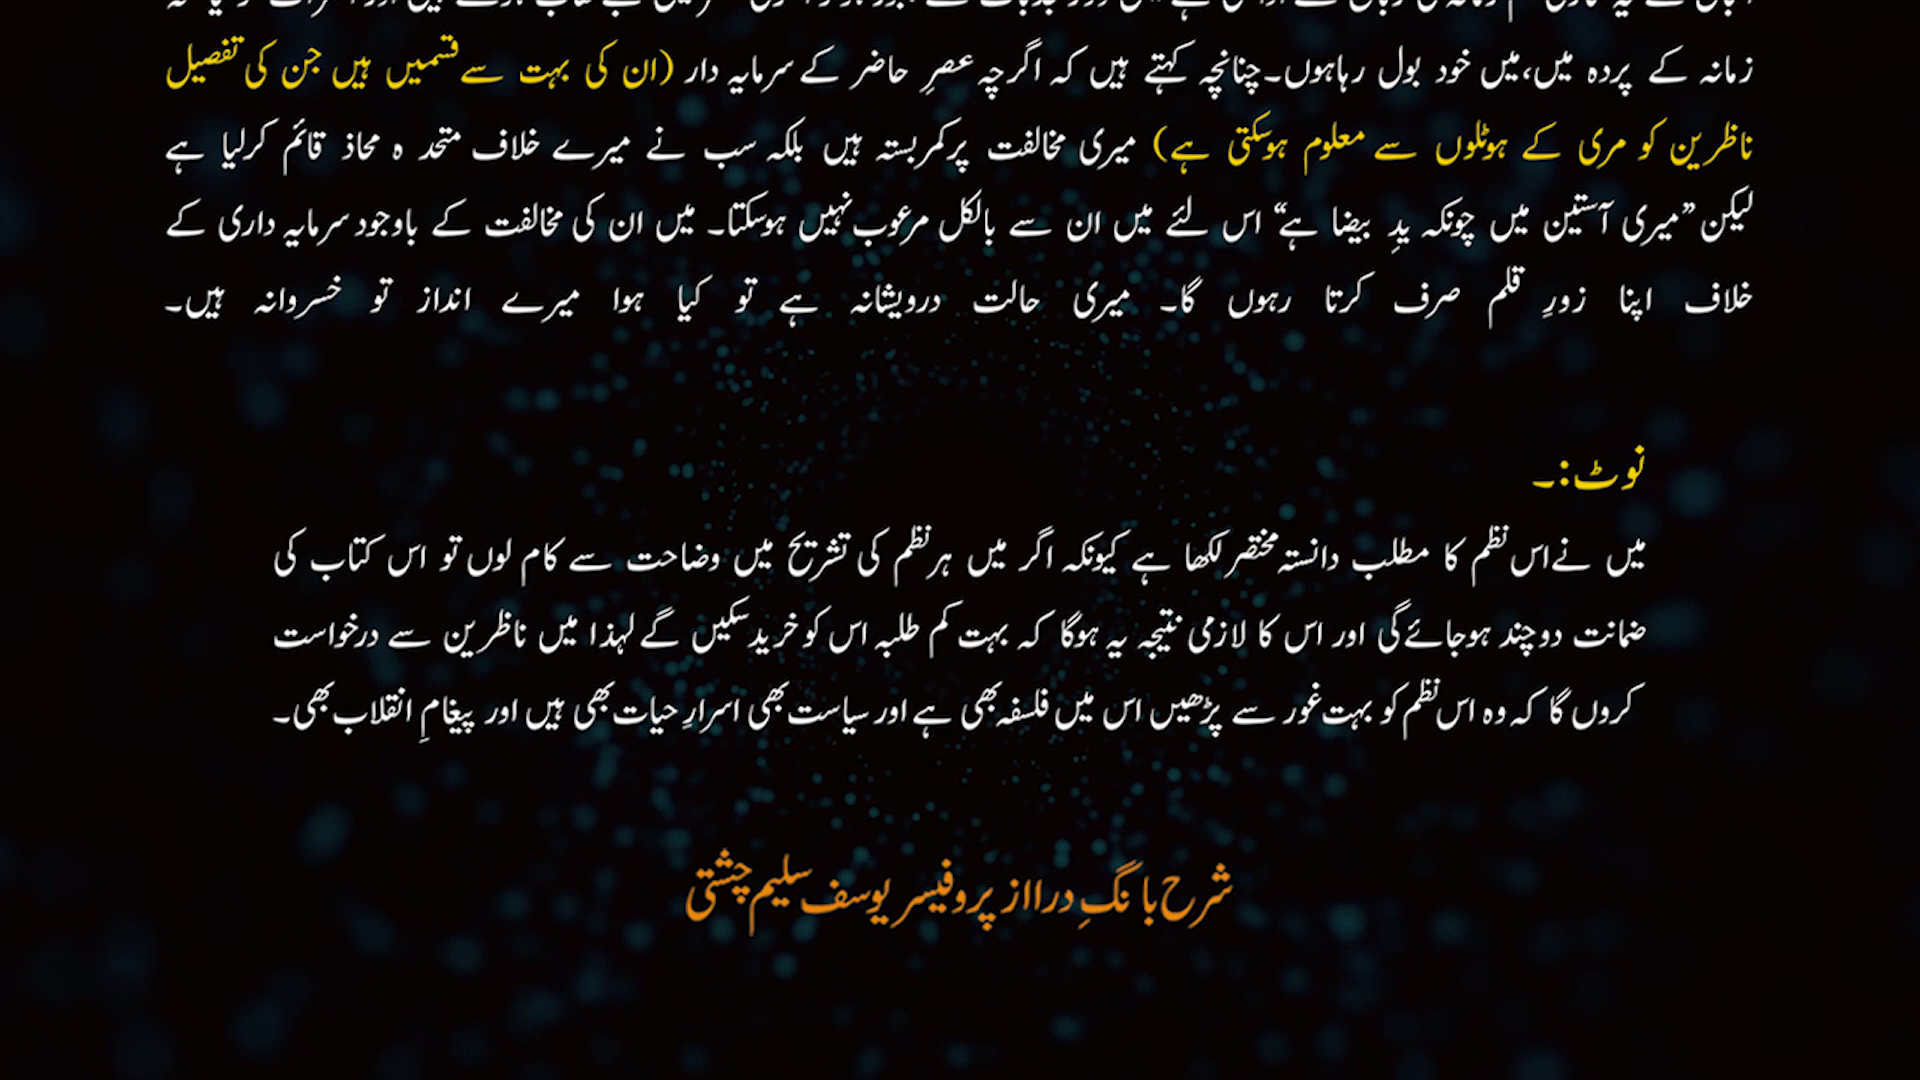 زمانہ کے پردہ میں،میں خود بول رہاہوں۔چنانچہ کہتے ہیں کہ اگرچہ عصرِ حاضر کے سرمایہ دار (ان کی بہت سے قسمیں ہیں جن کی تفصیل
ناظرین کو مری کے ہوٹلوں سے معلوم ہوسکتی ہے) میری مخالفت پرکمربستہ ہیں بلکہ سب نے میرے خلاف متحد ہ محاذ قائم کرلیا ہے
لیکن ”میری آستین میں چونکہ یدِ بیضا ہے“ اس لئے میں ان سے بالکل مرعوب نہیں ہوسکتا۔ میں ان کی مخالفت کے باوجود سرمایہ داری کے
خلاف اپنا زورِ قلم صرف کرتا رہوں گا۔ میری حالت درویشانہ ہے تو کیا ہوا میرے انداز تو خسروانہ ہیں۔
نوٹ:۔
میں نےاس نظم کا مطلب دانستہ مختصر لکھا ہے کیونکہ اگر میں ہر نظم کی تشریح میں وضاحت سے کام لوں تو اس کتاب کی
ضمانت دوچند ہوجائے گی اور اس کا لازمی نتیجہ یہ ہوگا کہ بہت کم طلبہ اس کو خرید سکیں گے لہذا میں ناظرین سے درخواست
کروں گا کہ وہ اس نظم کو بہت غور سے پڑھیں اس میں فلسفہ بھی ہے اور سیاست بھی اسرارِ حیات بھی ہیں اور پیغامِ انقلاب بھی۔
شرح بانگِ درا از پروفیسر یوسف سلیم چشتی